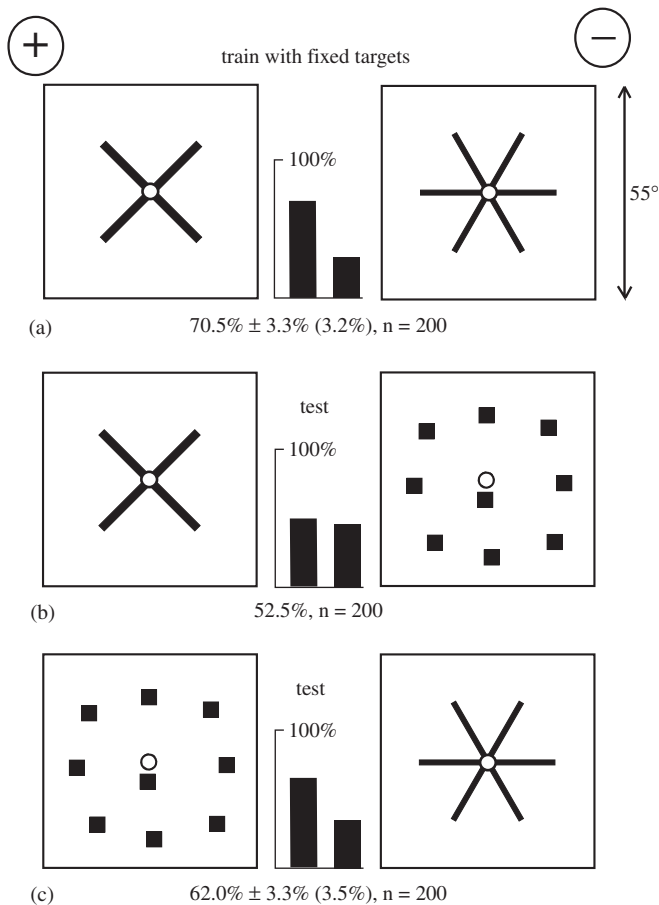 +
−
train with fixed targets
100%
55°
(a)
70.5% ± 3.3% (3.2%), n = 200
test
100%
(b)
52.5%, n = 200
test
100%
(c)
62.0% ± 3.3% (3.5%), n = 200